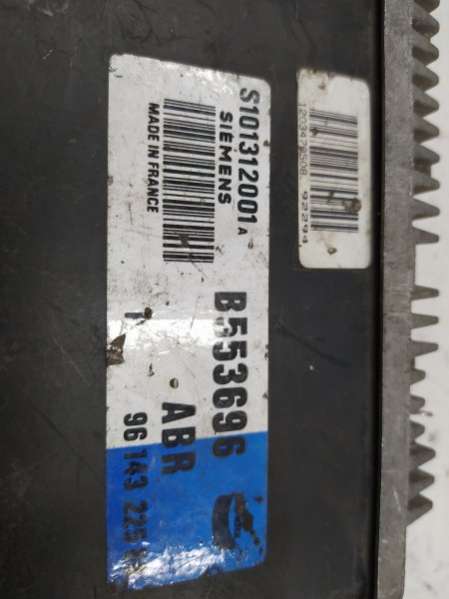 S101312001 A
SIEMENS
MADE IN FRANCE
B553696
ABR
96 143 225